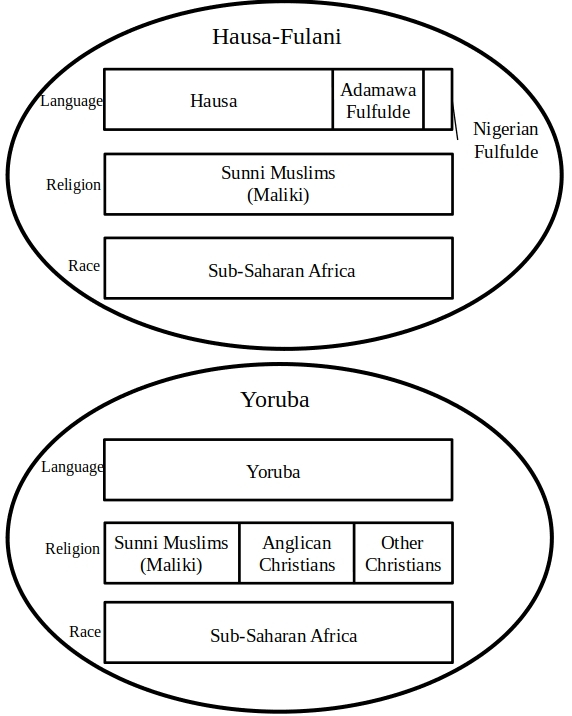 Hausa-Fulani
Language
Hausa
Adamawa
Fulfulde
Nigerian
Fulfulde
Religion
Sunni Muslims
(Maliki)
Race
Sub-Saharan Africa
Yoruba
Language
Yoruba
Religion
Sunni Muslims
(Maliki)
Anglican
Christians
Other
Christians
Race
Sub-Saharan Africa